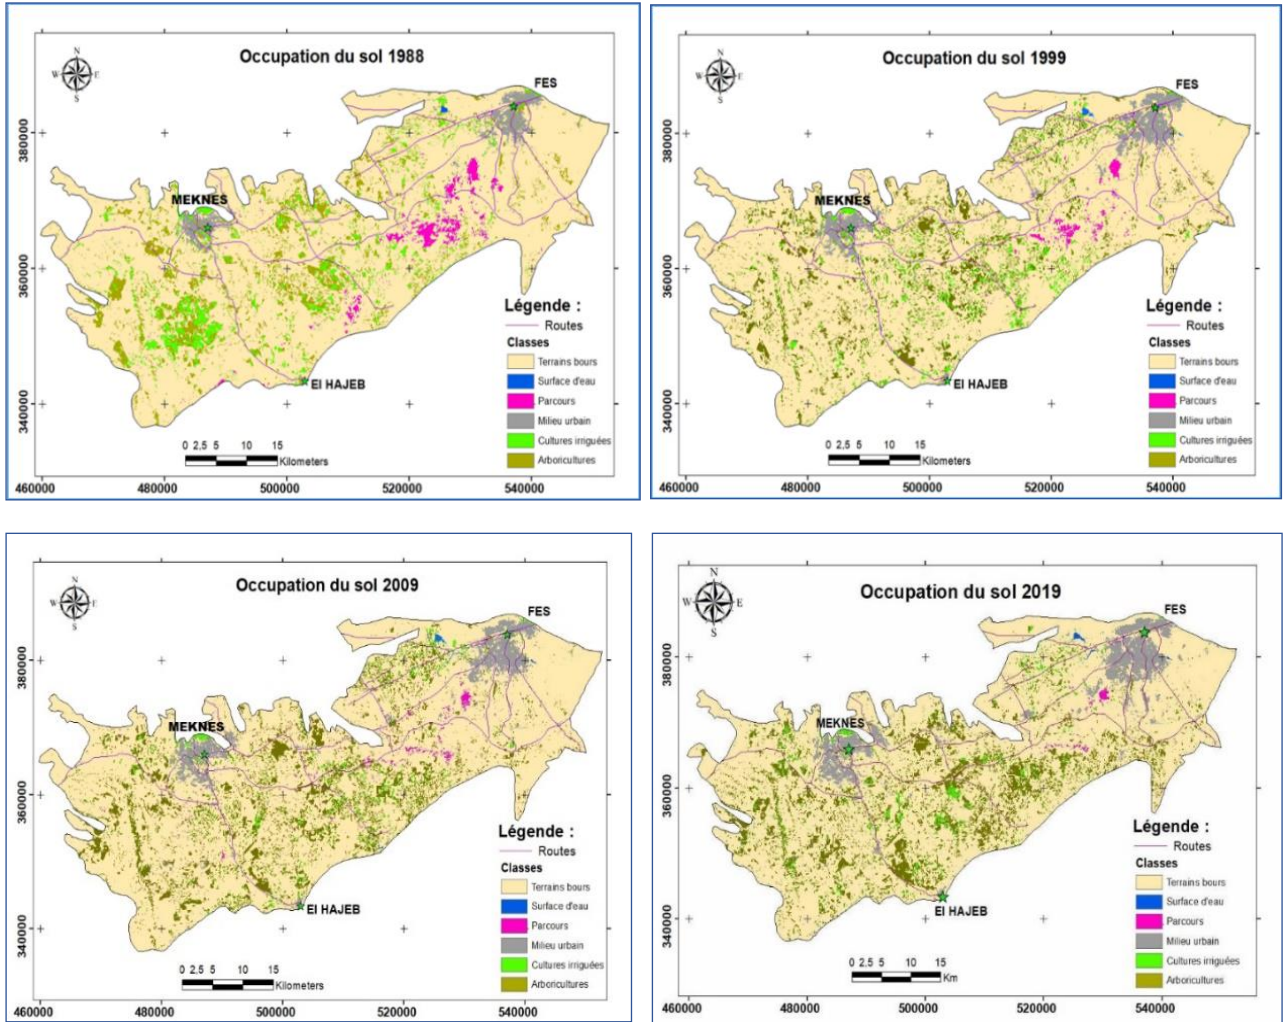 Occupation du sol 1988
N
W E
S
FES
MEKNES
El HAJEB
380000
360000
340000
Légende :
Routes
Classes
Terrains bours
Surface d'eau
Parcours
Milieu urbain
Cultures irriguées
Arboricultures
0 2,5 5 10 15
Kilometers
460000 480000 500000 520000 540000
Occupation du sol 1999
N
W E
S
FES
MEKNES
El HAJEB
380000
360000
340000
Légende :
Routes
Classes
Terrains bours
Surface d'eau
Parcours
Milieu urbain
Cultures irriguées
Arboricultures
0 2,5 5 10 15
Kilometers
460000 480000 500000 520000 540000
Occupation du sol 2009
N
W E
S
FES
MEKNES
El HAJEB
380000
360000
340000
Légende :
Routes
Classes
Terrains bours
Surface d'eau
Parcours
Milieu urbain
Cultures irriguées
Arboricultures
0 2,5 5 10 15
Kilometers
460000 480000 500000 520000 540000
Occupation du sol 2019
N
W E
S
FES
MEKNES
El HAJEB
380000
360000
340000
Légende :
Routes
Classes
Terrains bours
Surface d'eau
Parcours
Milieu urbain
Cultures irriguées
Arboricultures
0 2,5 5 10 15
Km
460000 480000 500000 520000 540000